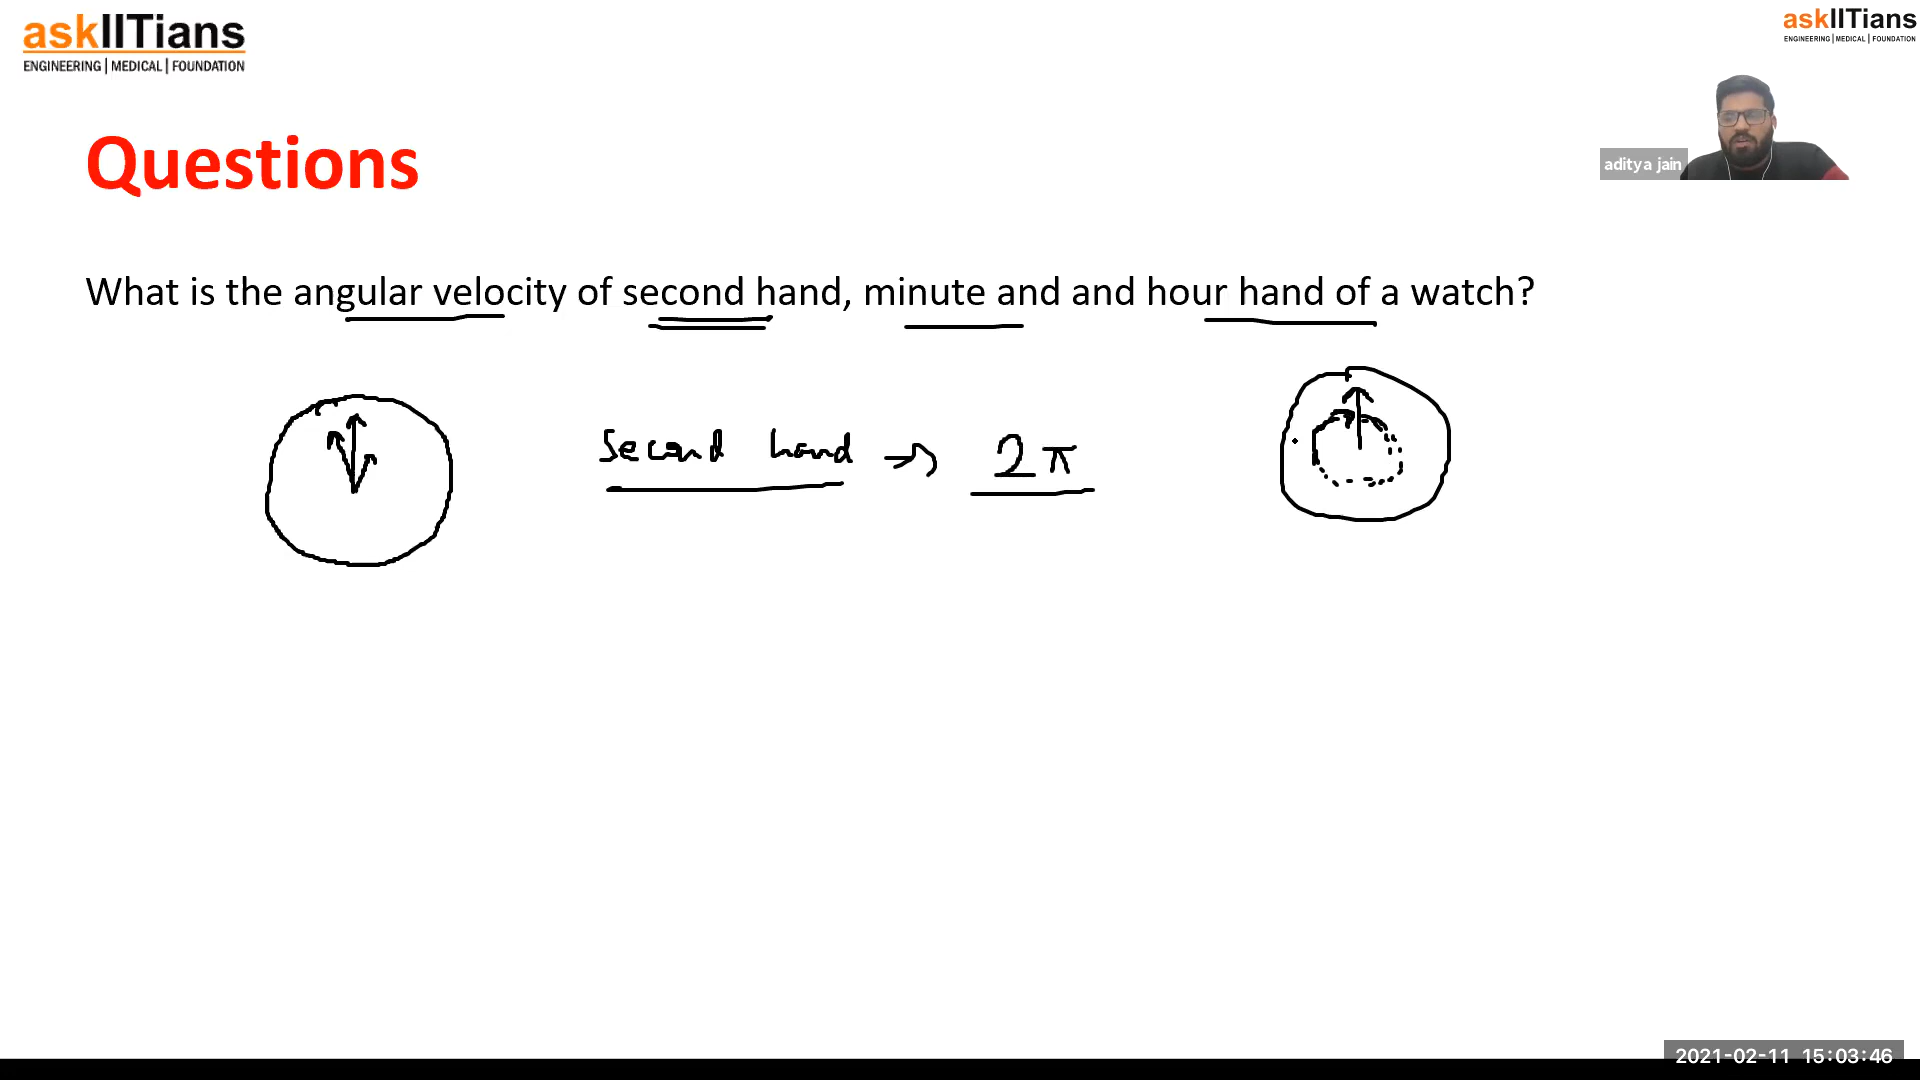 askIITians
ENGINEERING | MEDICAL | FOUNDATION
askIITians
ENGINEERING | MEDICAL | FOUNDATION
aditya jain
Questions
What is the angular velocity of second hand, minute and and hour hand of a watch?
Second hand → 2π
2021-02-11 15:03:46